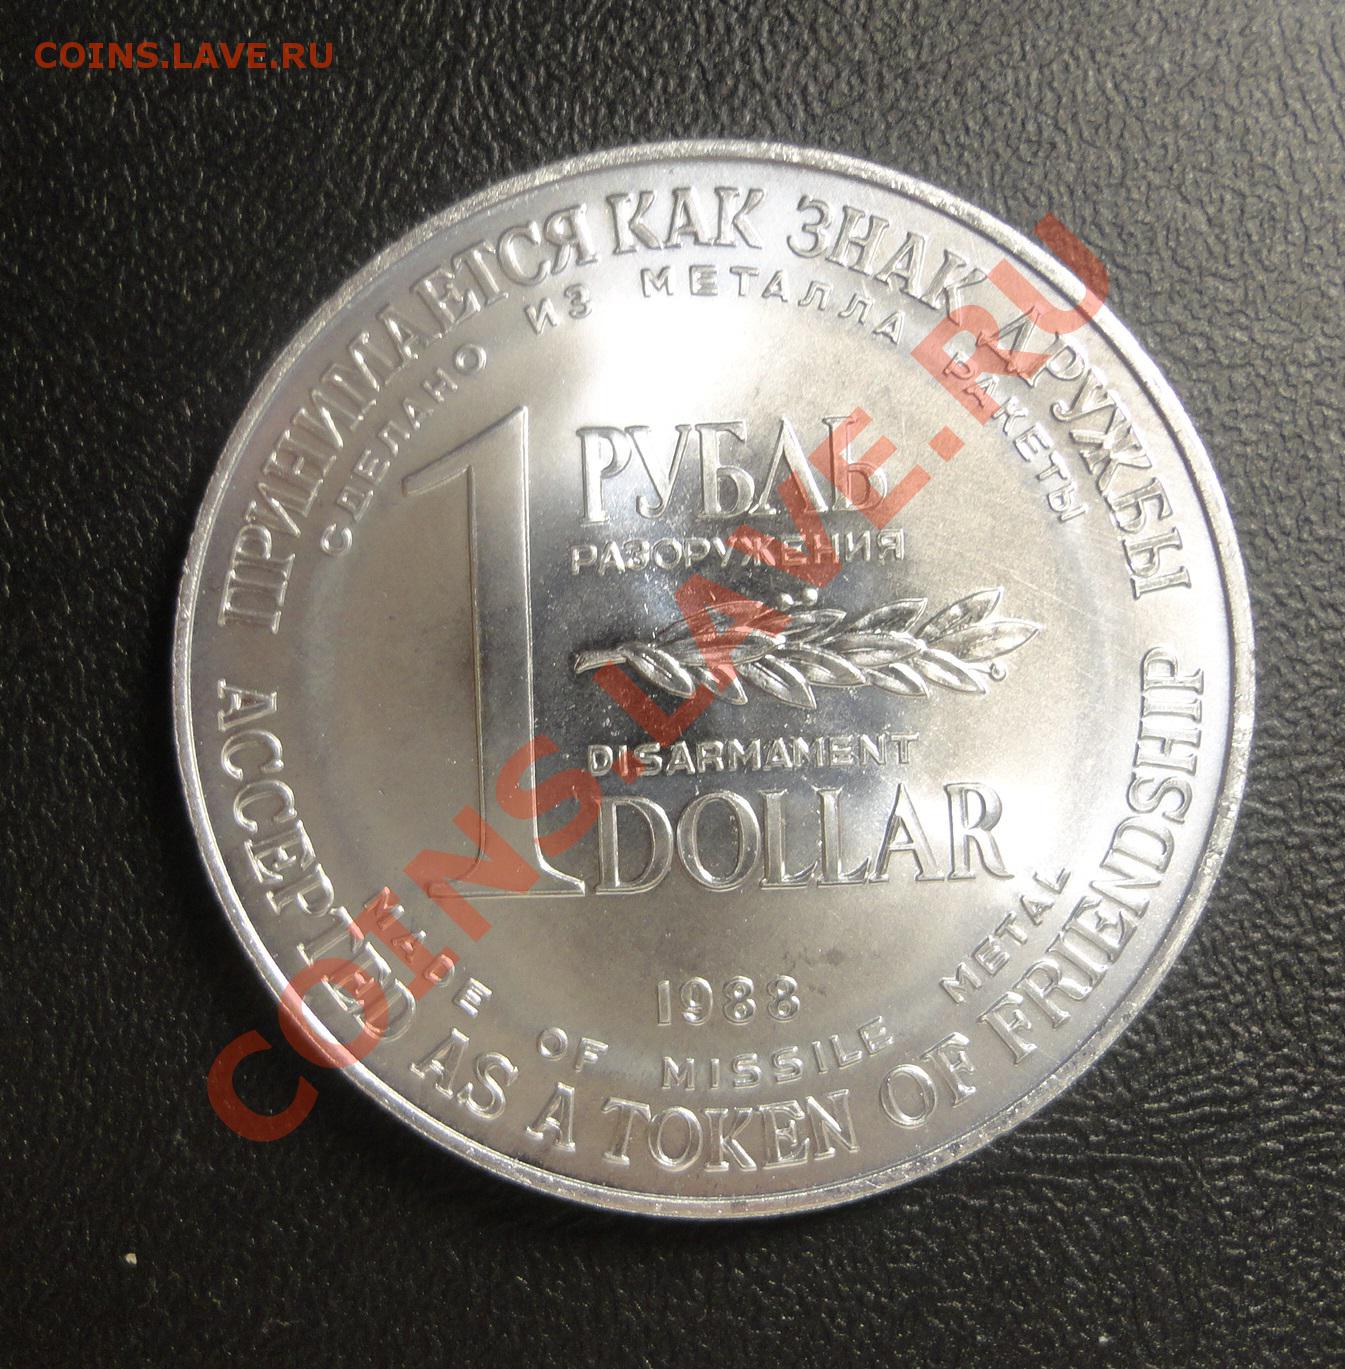 COINS.LAVE.RU
ПРИНИМАЕТСЯ КАК ЗНАК ДРУЖБЫ
СДЕЛАНО ИЗ МЕТАЛЛА РАКЕТЫ
1 РУБЛЬ
РАЗОРУЖЕНИЯ
DISARMAMENT
DOLLAR
1988
MADE OF MISSILE METAL
ACCEPTED AS A TOKEN OF FRIENDSHIP
COINS.LAVE.RU